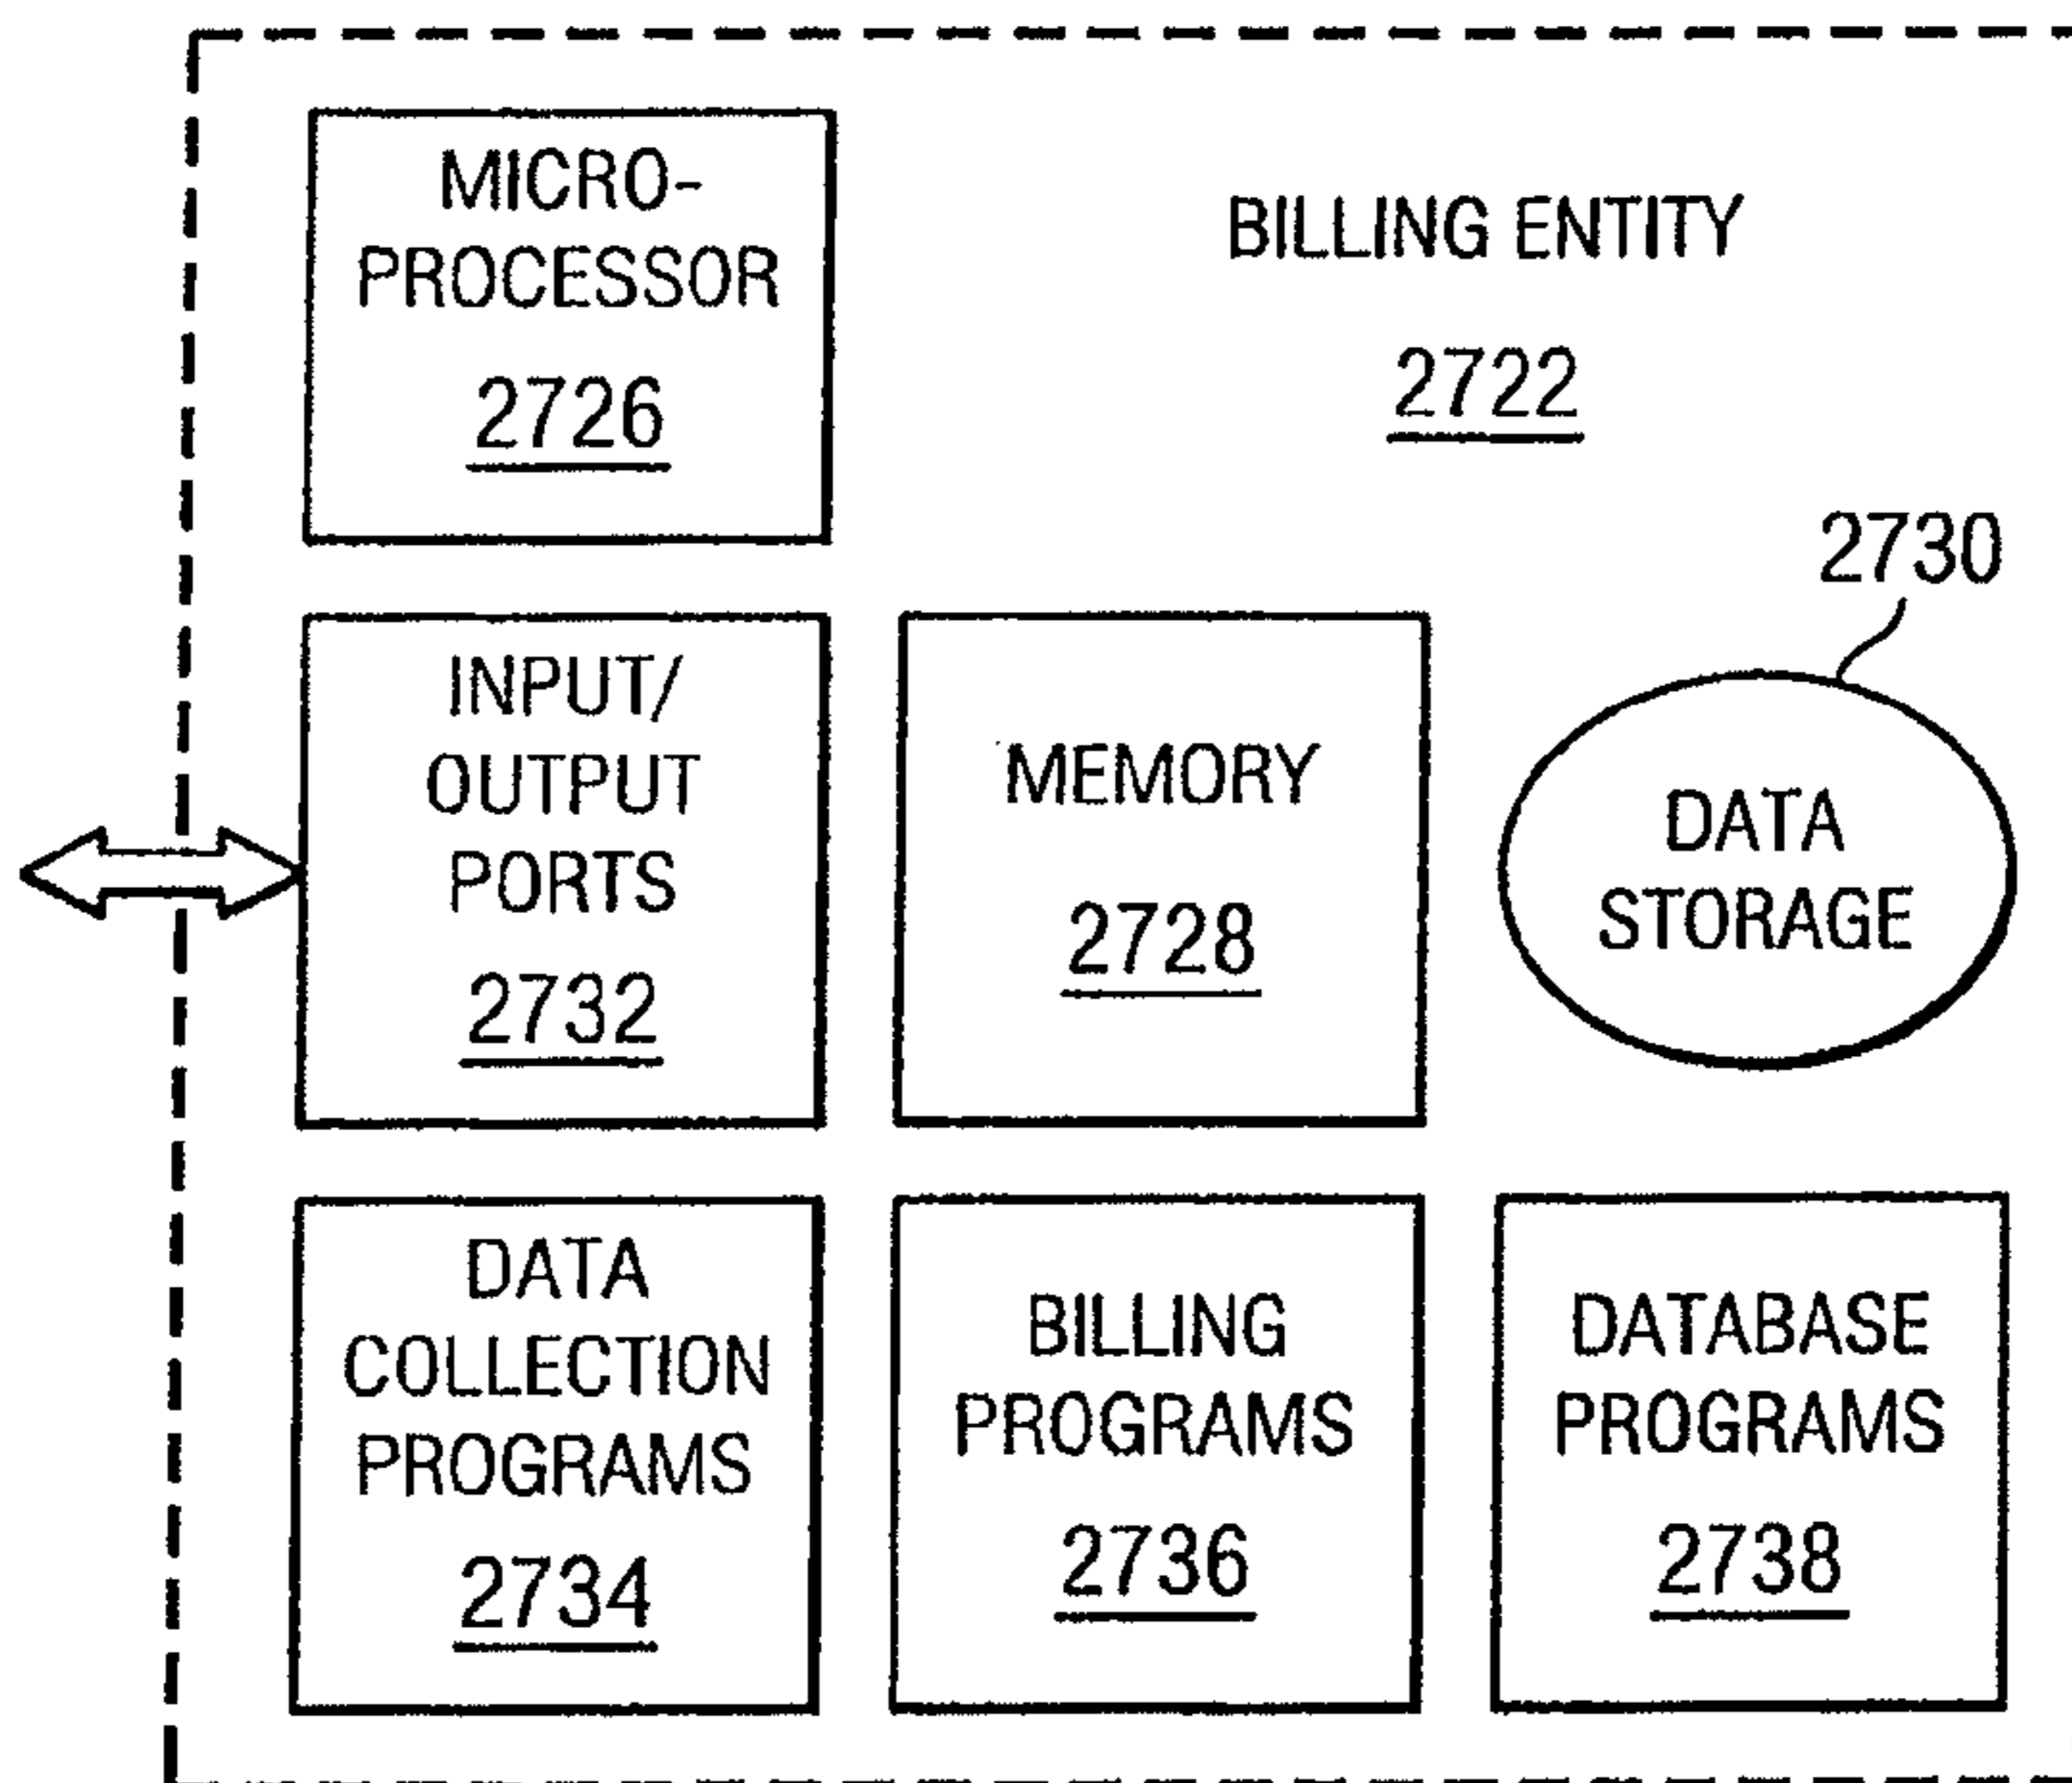 MICRO-
PROCESSOR
2726
BILLING ENTITY
2722
2730
INPUT/
OUTPUT
PORTS
2732
MEMORY
2728
DATA
STORAGE
DATA
COLLECTION
PROGRAMS
2734
BILLING
PROGRAMS
2736
DATABASE
PROGRAMS
2738